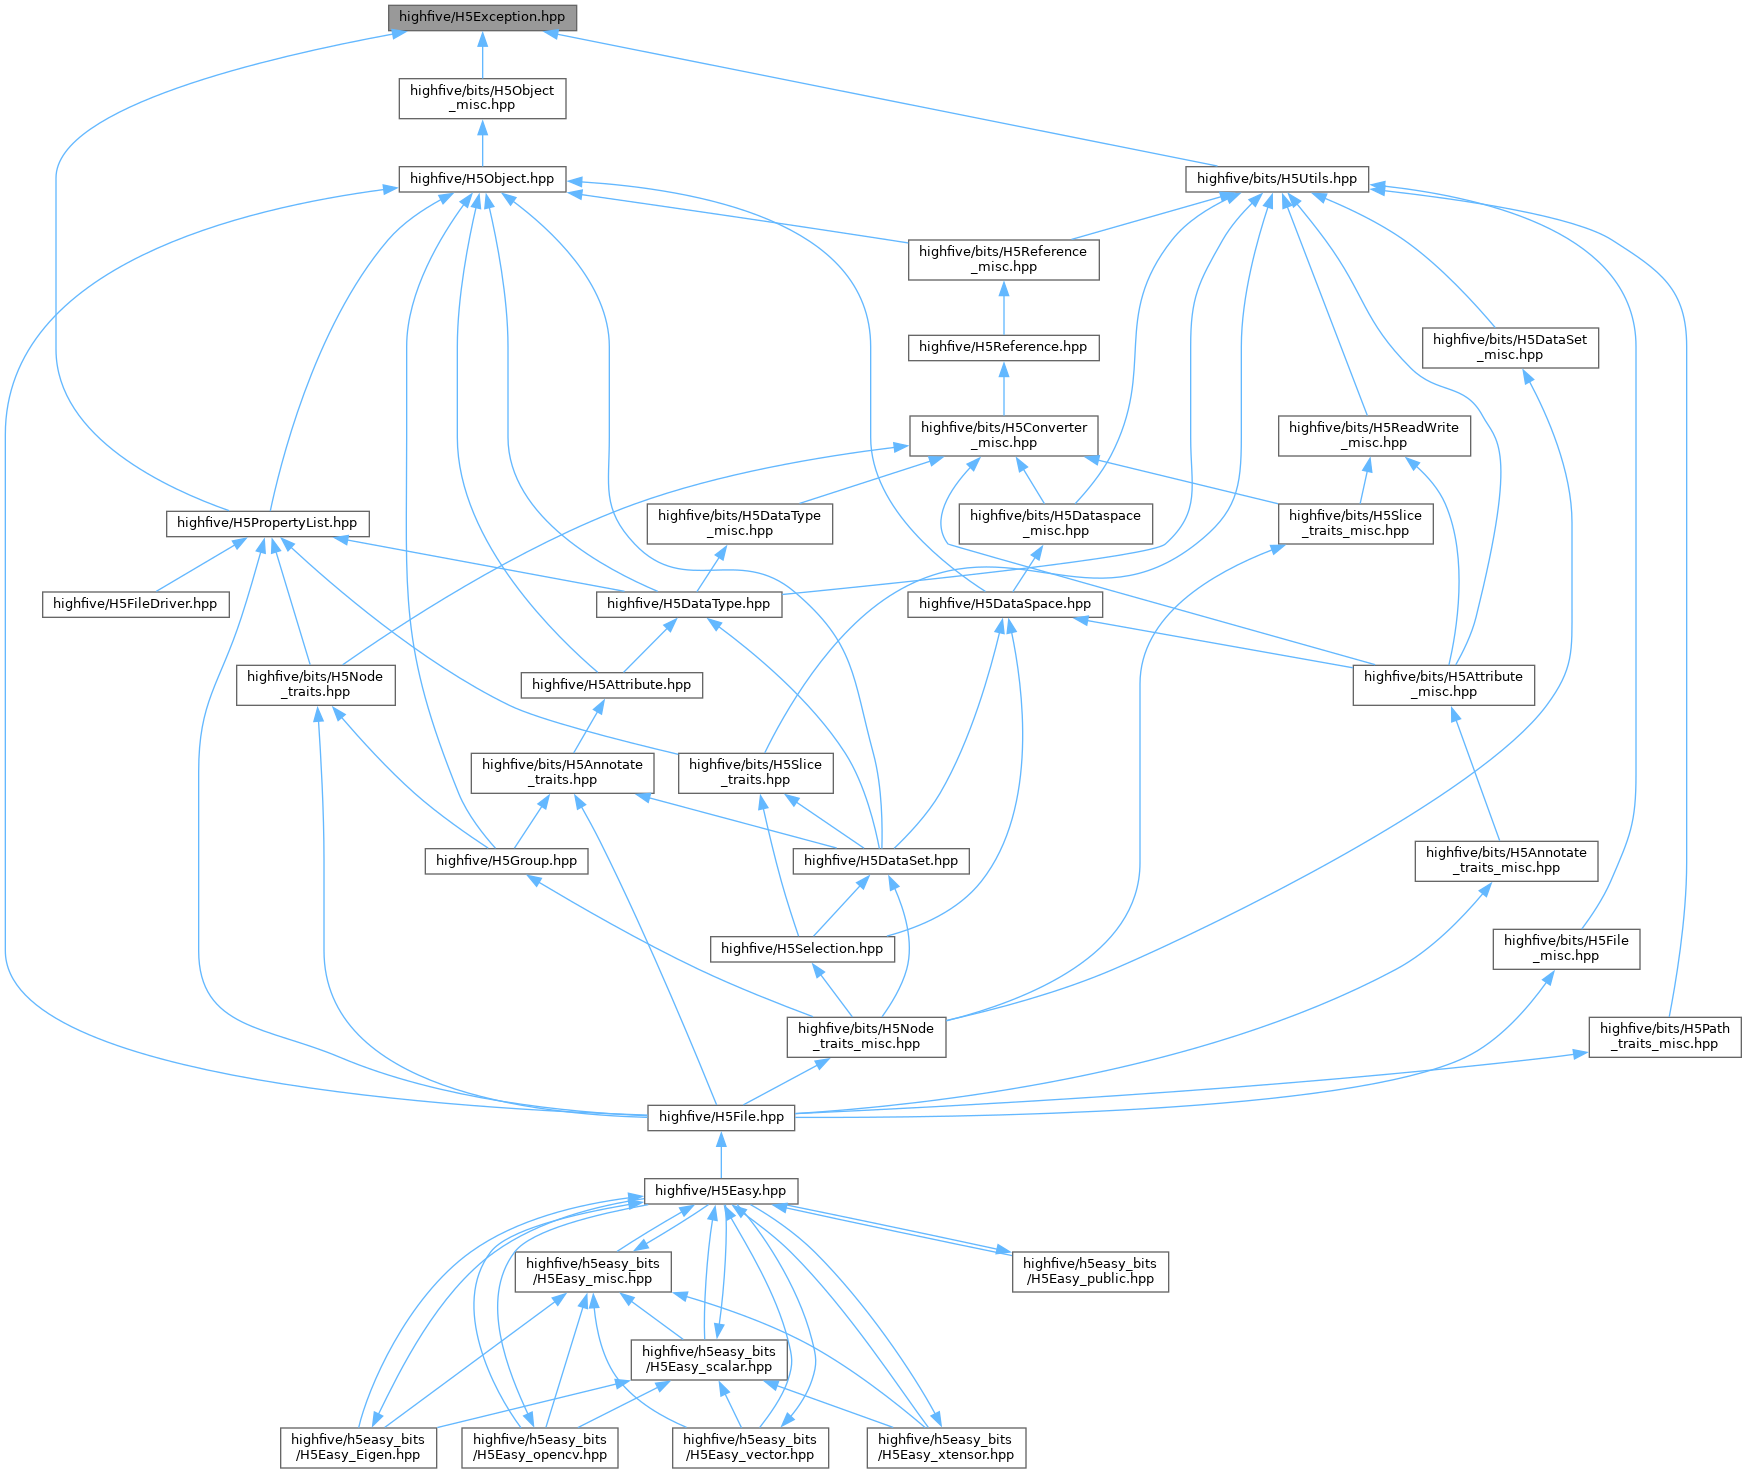 highfive/H5Exception.hpp
highfive/bits/H5Object
_misc.hpp
highfive/H5Object.hpp
highfive/bits/H5Utils.hpp
highfive/bits/H5Reference
_misc.hpp
highfive/H5Reference.hpp
highfive/bits/H5DataSet
_misc.hpp
highfive/bits/H5Converter
_misc.hpp
highfive/bits/H5ReadWrite
_misc.hpp
highfive/H5PropertyList.hpp
highfive/bits/H5DataType
_misc.hpp
highfive/bits/H5Dataspace
_misc.hpp
highfive/bits/H5Slice
_traits_misc.hpp
highfive/H5FileDriver.hpp
highfive/H5DataType.hpp
highfive/H5DataSpace.hpp
highfive/bits/H5Node
_traits.hpp
highfive/H5Attribute.hpp
highfive/bits/H5Attribute
_misc.hpp
highfive/bits/H5Annotate
_traits.hpp
highfive/bits/H5Slice
_traits.hpp
highfive/H5Group.hpp
highfive/H5DataSet.hpp
highfive/bits/H5Annotate
_traits_misc.hpp
highfive/H5Selection.hpp
highfive/bits/H5File
_misc.hpp
highfive/bits/H5Node
_traits_misc.hpp
highfive/bits/H5Path
_traits_misc.hpp
highfive/H5File.hpp
highfive/H5Easy.hpp
highfive/h5easy_bits
/H5Easy_misc.hpp
highfive/h5easy_bits
/H5Easy_public.hpp
highfive/h5easy_bits
/H5Easy_scalar.hpp
highfive/h5easy_bits
/H5Easy_Eigen.hpp
highfive/h5easy_bits
/H5Easy_opencv.hpp
highfive/h5easy_bits
/H5Easy_vector.hpp
highfive/h5easy_bits
/H5Easy_xtensor.hpp